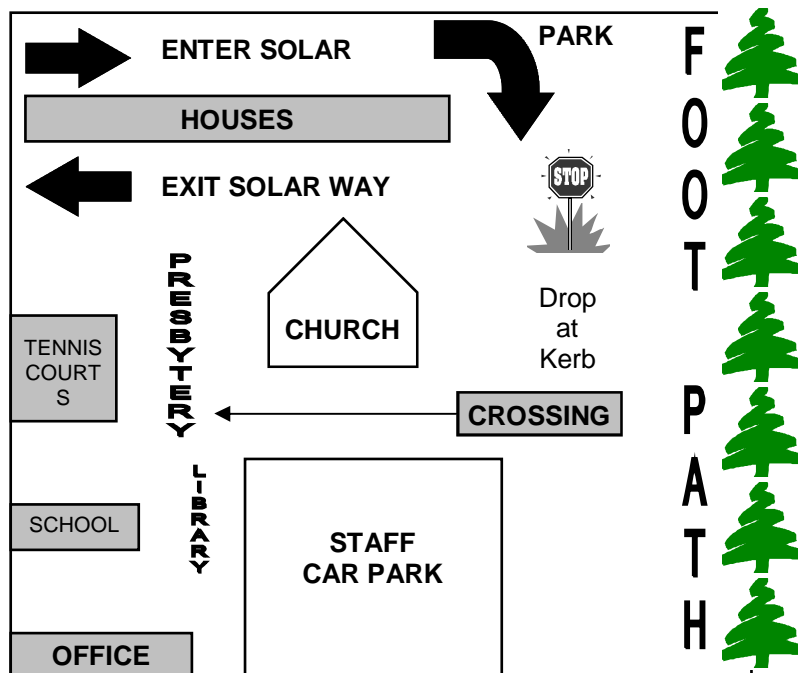 ENTER SOLAR
PARK
HOUSES
STOP
EXIT SOLAR WAY
PRESBYTERY
CHURCH
Drop
at
Kerb
TENNIS
COURT
S
CROSSING
FOOT PATH
LIBRARY
SCHOOL
STAFF
CAR PARK
OFFICE